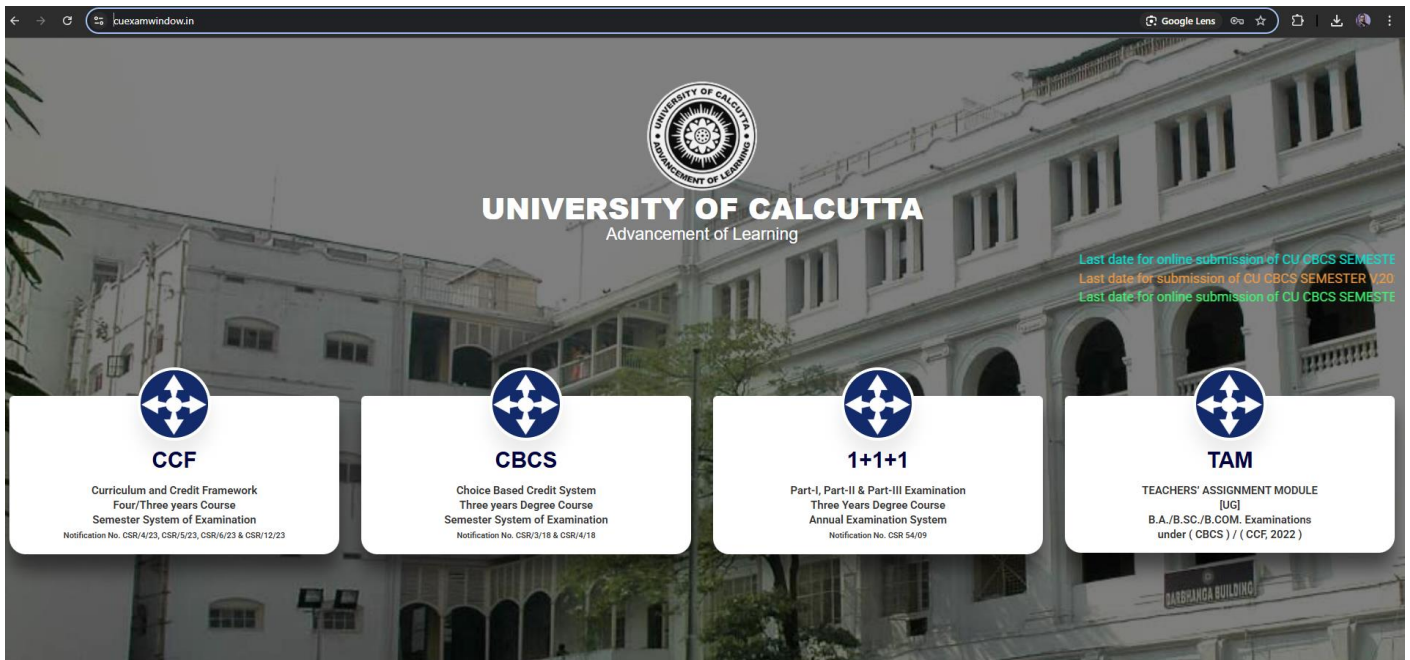 cuexamwindow.in
Google Lens
UNIVERSITY OF CALCUTTA
ADVANCEMENT OF LEARNING
UNIVERSITY OF CALCUTTA
Advancement of Learning
Last date for online submission of CU CBCS SEMESTE
Last date for submission of CU CBCS SEMESTER V,20
Last date for online submission of CU CBCS SEMESTE
CCF
Curriculum and Credit Framework
Four/Three years Course
Semester System of Examination
Notification No. CSR/4/23, CSR/5/23, CSR/6/23 & CSR/12/23
CBCS
Choice Based Credit System
Three years Degree Course
Semester System of Examination
Notification No. CSR/3/18 & CSR/4/18
1+1+1
Part-I, Part-II & Part-III Examination
Three Years Degree Course
Annual Examination System
Notification No. CSR 54/09
TAM
TEACHERS' ASSIGNMENT MODULE
[UG]
B.A./B.SC./B.COM. Examinations
under ( CBCS ) / ( CCF, 2022 )
DARBHANGA BUILDING